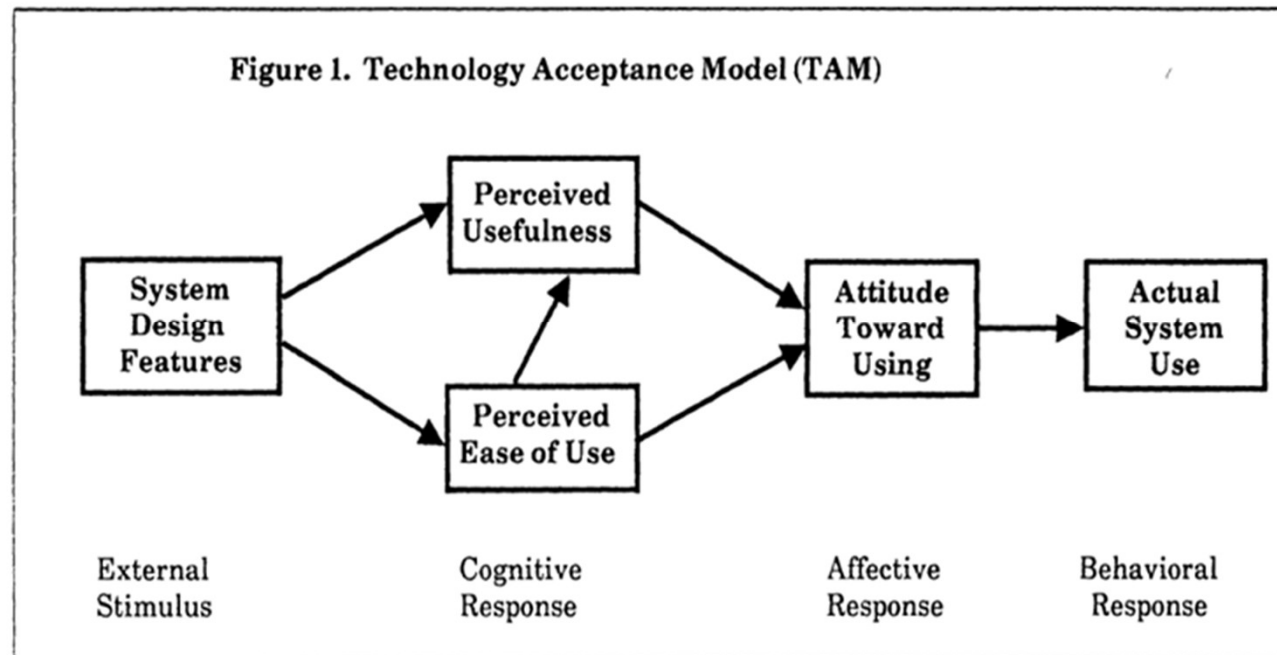 Figure 1. Technology Acceptance Model (TAM)
Perceived
Usefulness
System
Design
Features
Attitude
Toward
Using
Actual
System
Use
Perceived
Ease of Use
External
Stimulus
Cognitive
Response
Affective
Response
Behavioral
Response